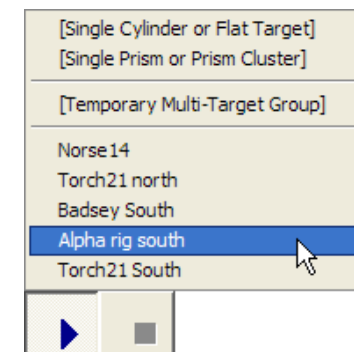 [Single Cylinder or Flat Target]
[Single Prism or Prism Cluster]
[Temporary Multi-Target Group]
Norse14
Torch21 north
Badsey South
Alpha rig south
Torch21 South